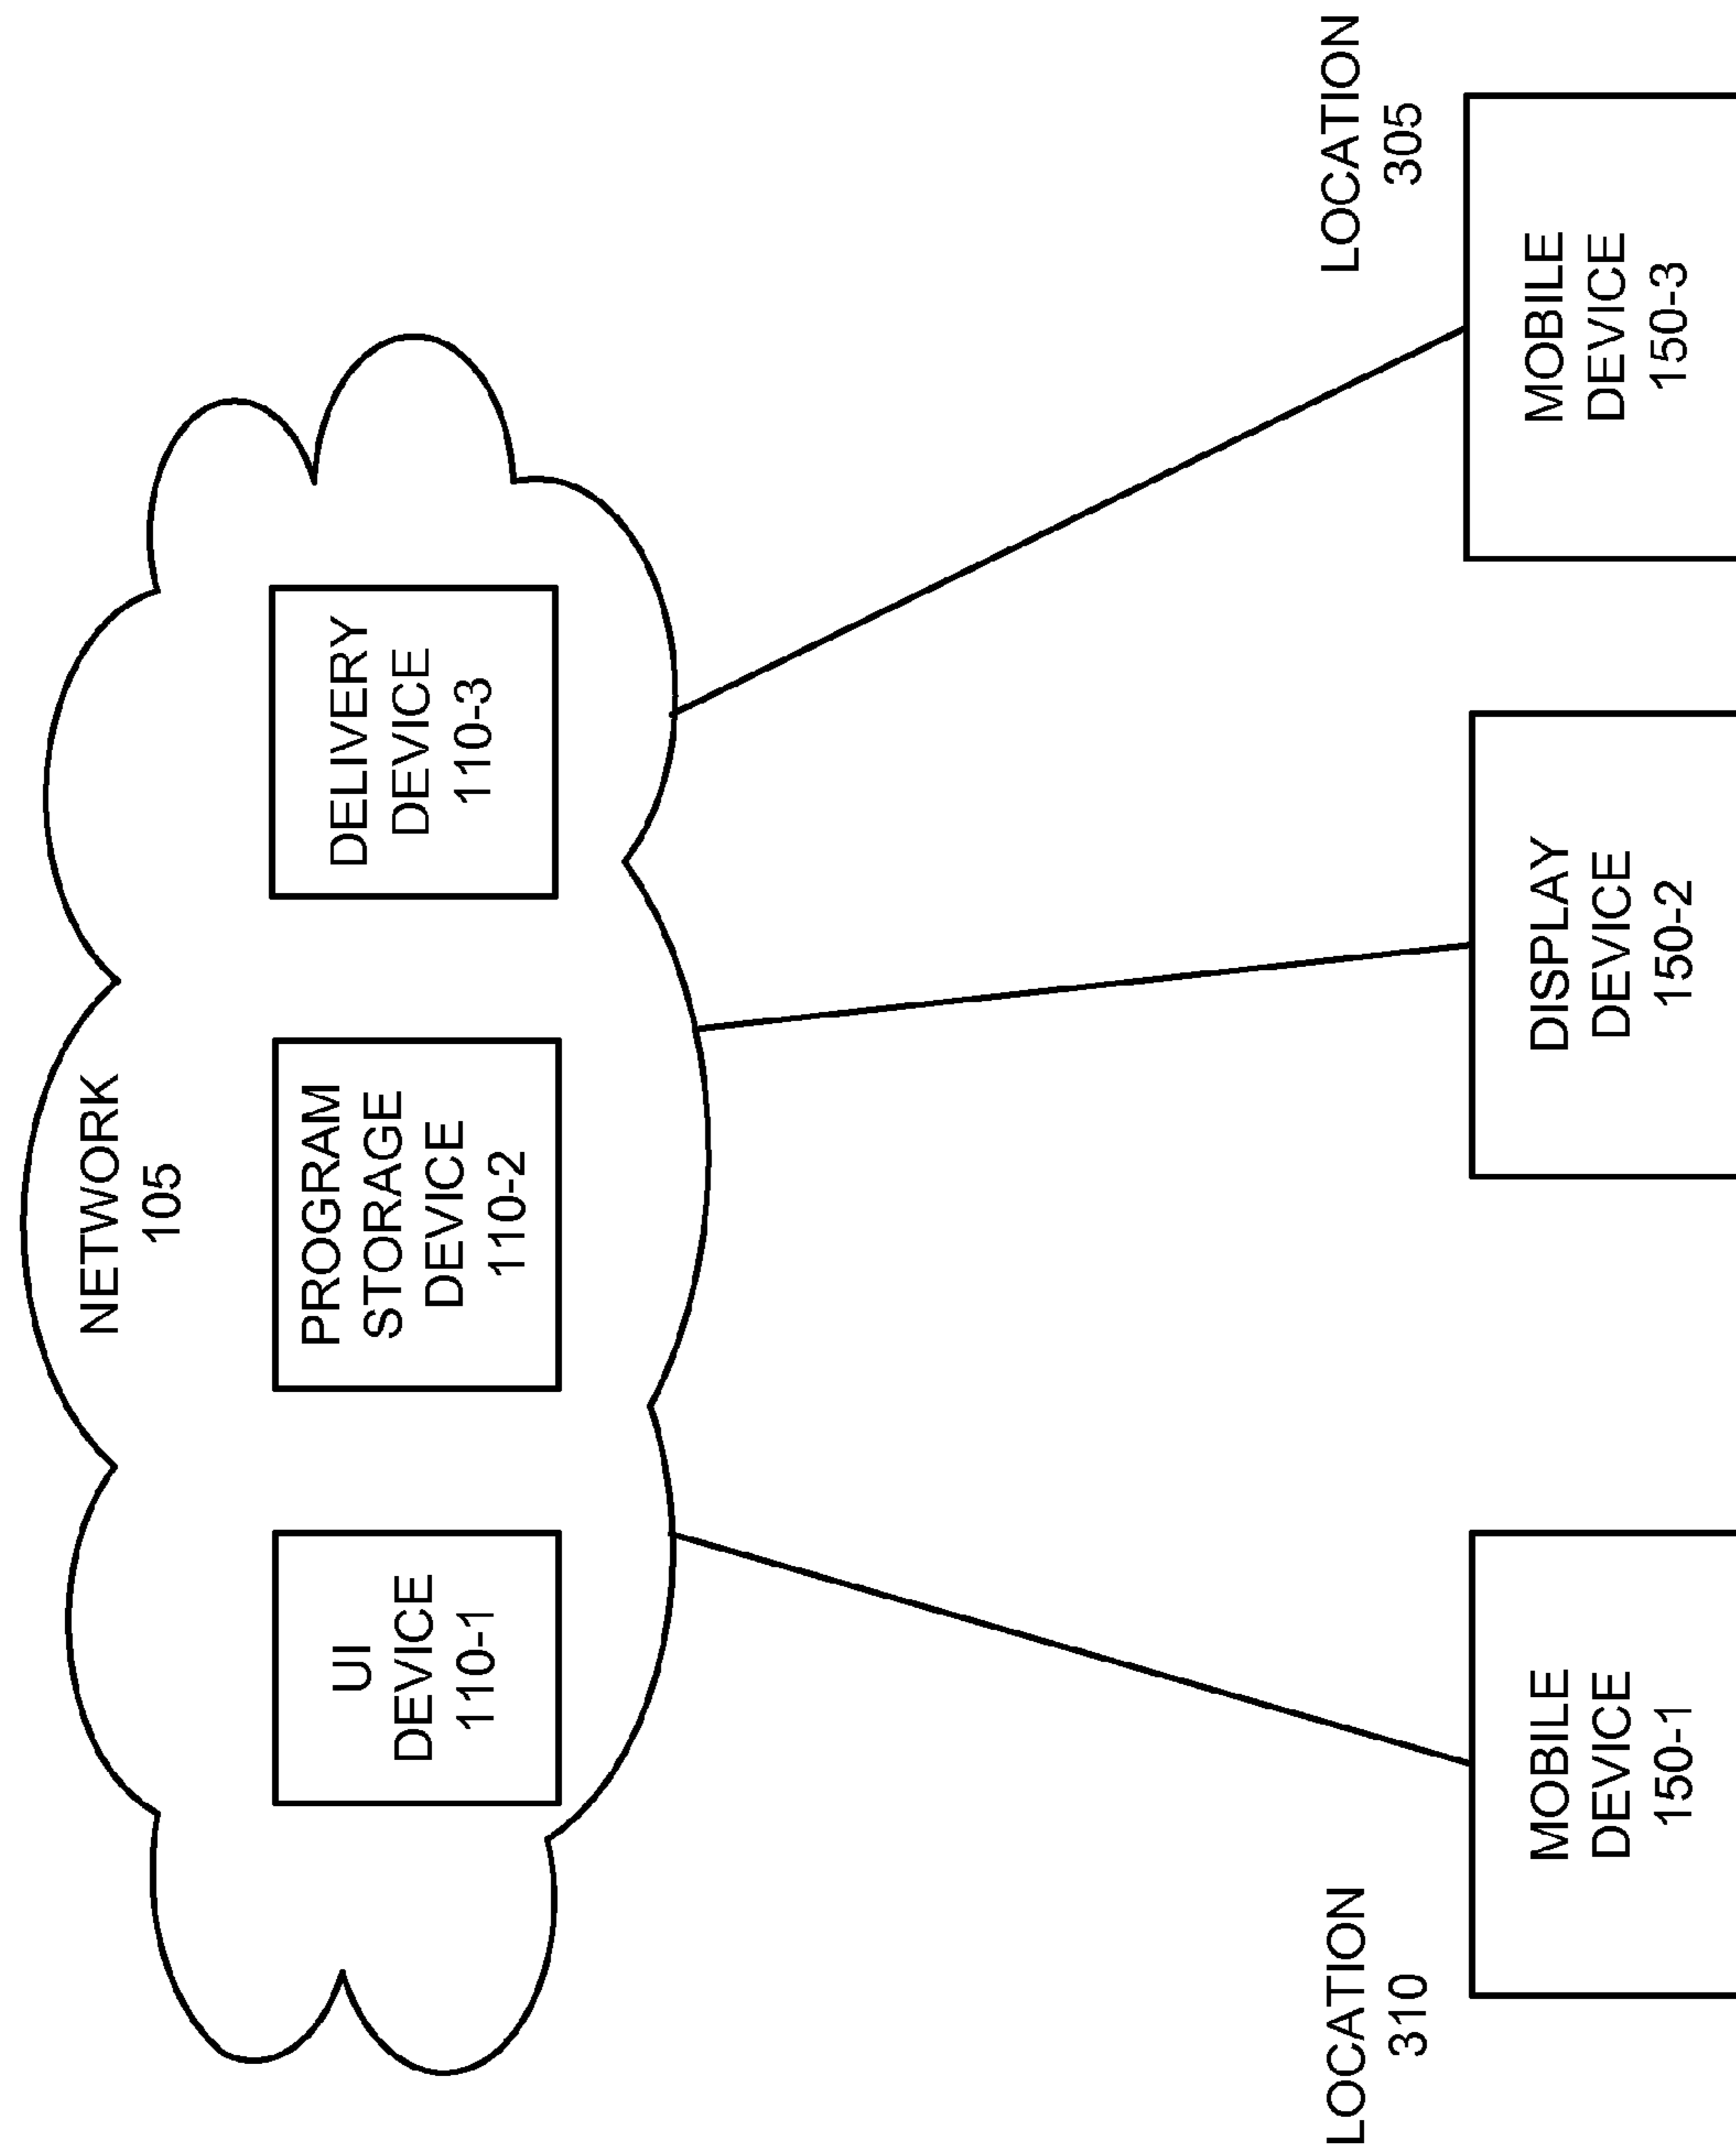 NETWORK
105
UI
DEVICE
110-1
PROGRAM
STORAGE
DEVICE
110-2
DELIVERY
DEVICE
110-3
LOCATION
310
MOBILE
DEVICE
150-1
DISPLAY
DEVICE
150-2
LOCATION
305
MOBILE
DEVICE
150-3